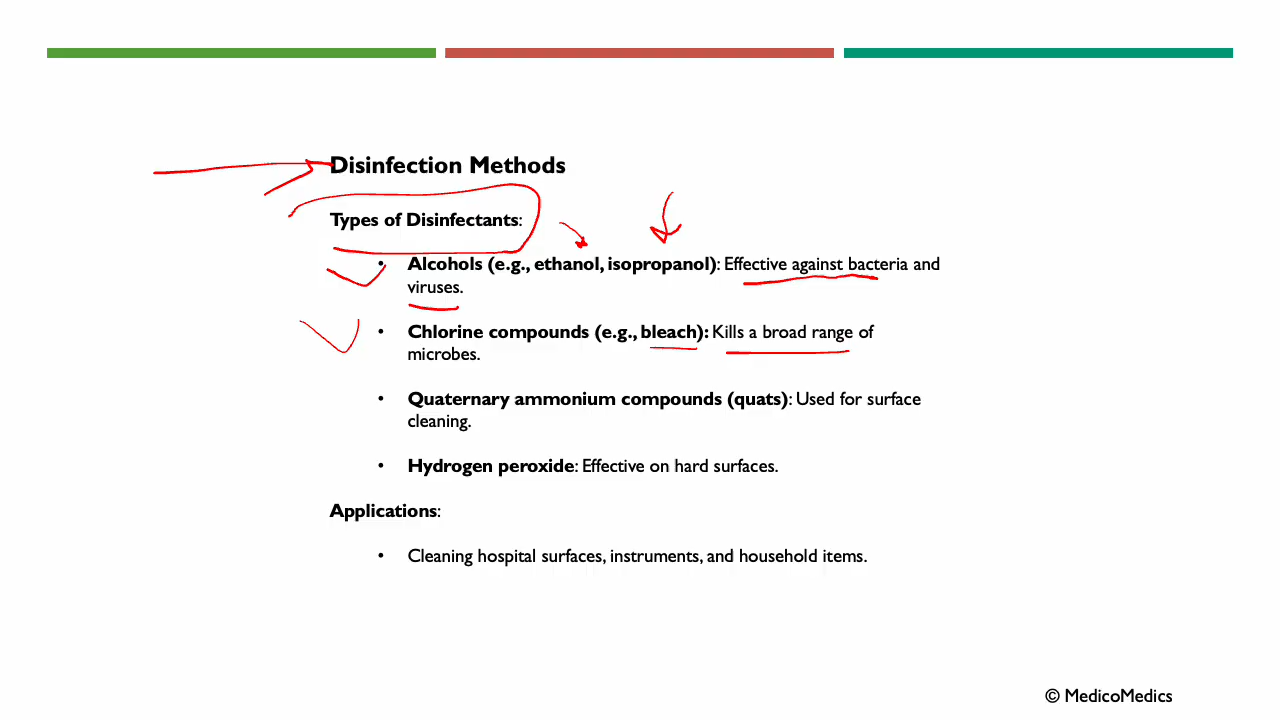 Disinfection Methods
Types of Disinfectants:
• Alcohols (e.g., ethanol, isopropanol): Effective against bacteria and
viruses.
• Chlorine compounds (e.g., bleach): Kills a broad range of
microbes.
• Quaternary ammonium compounds (quats): Used for surface
cleaning.
• Hydrogen peroxide: Effective on hard surfaces.
Applications:
• Cleaning hospital surfaces, instruments, and household items.
© MedicoMedics